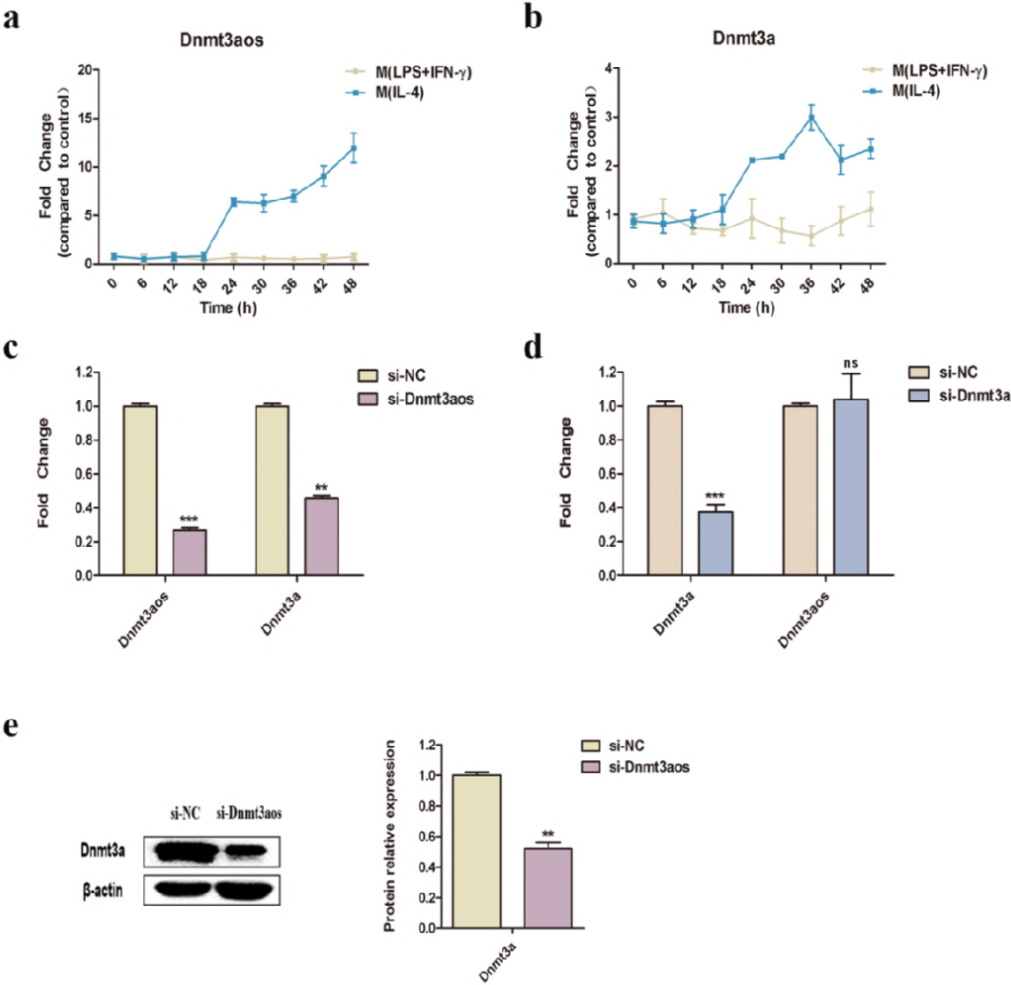 a
Dnmt3aos
Fold Change
(compared to control)
20
15
10
5
0
0 6 12 18 24 30 36 42 48
Time (h)
M(LPS+IFN-γ)
M(IL-4)
b
Dnmt3a
Fold Change
(compared to control)
4
3
2
1
0
0 6 12 18 24 30 36 42 48
Time (h)
M(LPS+IFN-γ)
M(IL-4)
c
Fold Change
1.2
1.0
0.8
0.6
0.4
0.2
0.0
***
**
Dnmt3aos Dnmt3a
si-NC
si-Dnmt3aos
d
Fold Change
1.2
1.0
0.8
0.6
0.4
0.2
0.0
***
ns
Dnmt3a Dnmt3aos
si-NC
si-Dnmt3a
e
si-NC si-Dnmt3aos
Dnmt3a
β-actin
Protein relative expression
1.2
1.0
0.8
0.6
0.4
0.2
0.0
**
Dnmt3a
si-NC
si-Dnmt3aos